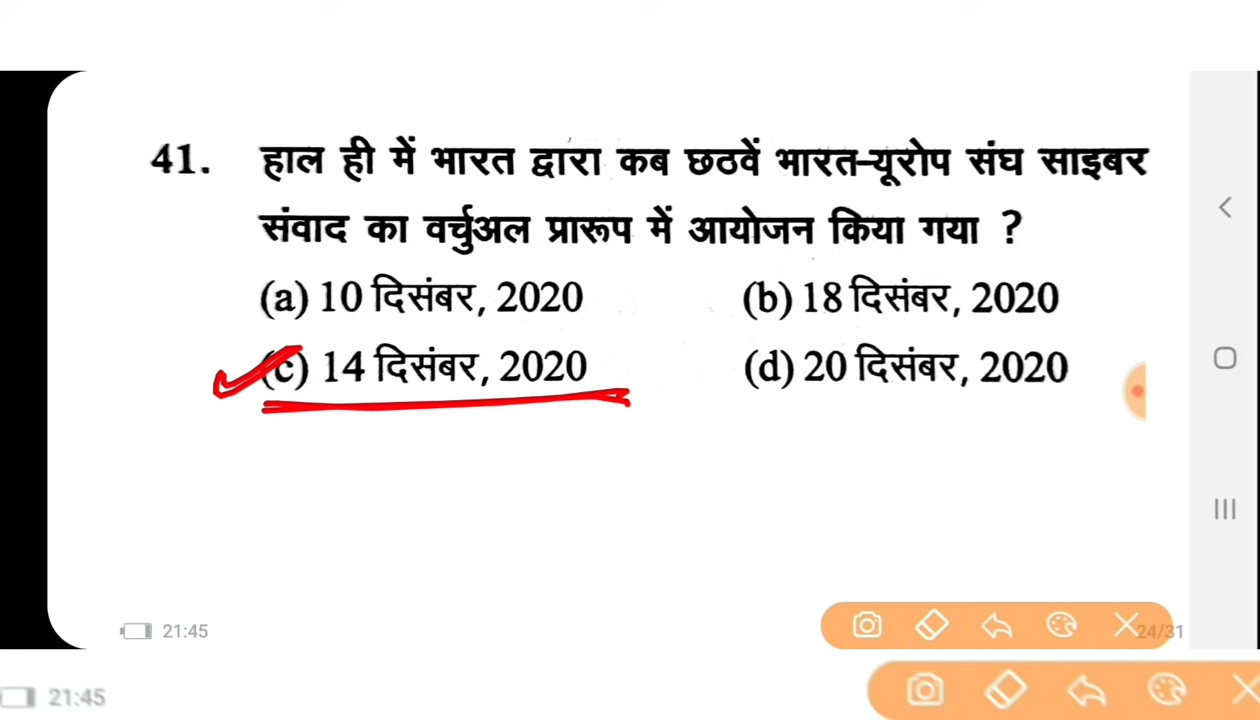 41. हाल ही में भारत द्वारा कब छठवें भारत-यूरोप संघ साइबर
संवाद का वर्चुअल प्रारूप में आयोजन किया गया ?
(a) 10 दिसंबर, 2020 (b) 18 दिसंबर, 2020
(c) 14 दिसंबर, 2020 (d) 20 दिसंबर, 2020
21:45 24/31
21:45